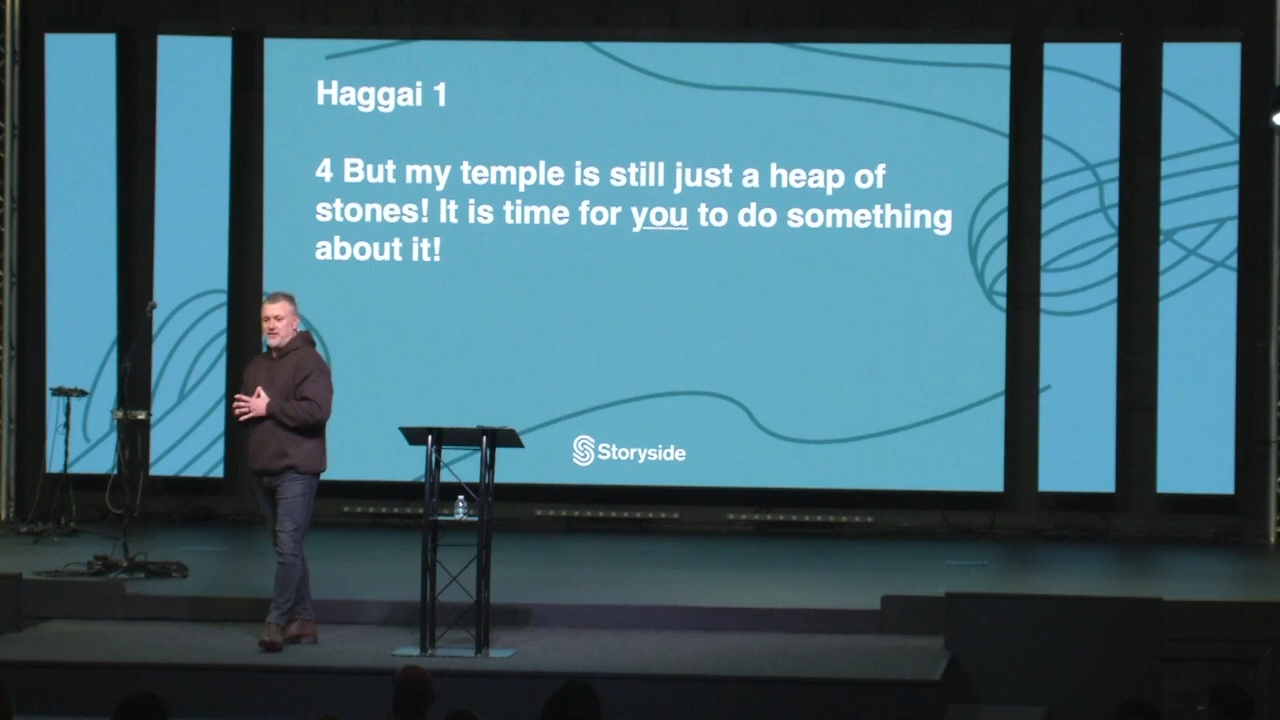 Haggai 1
4 But my temple is still just a heap of
stones! It is time for you to do something
about it!
Storyside